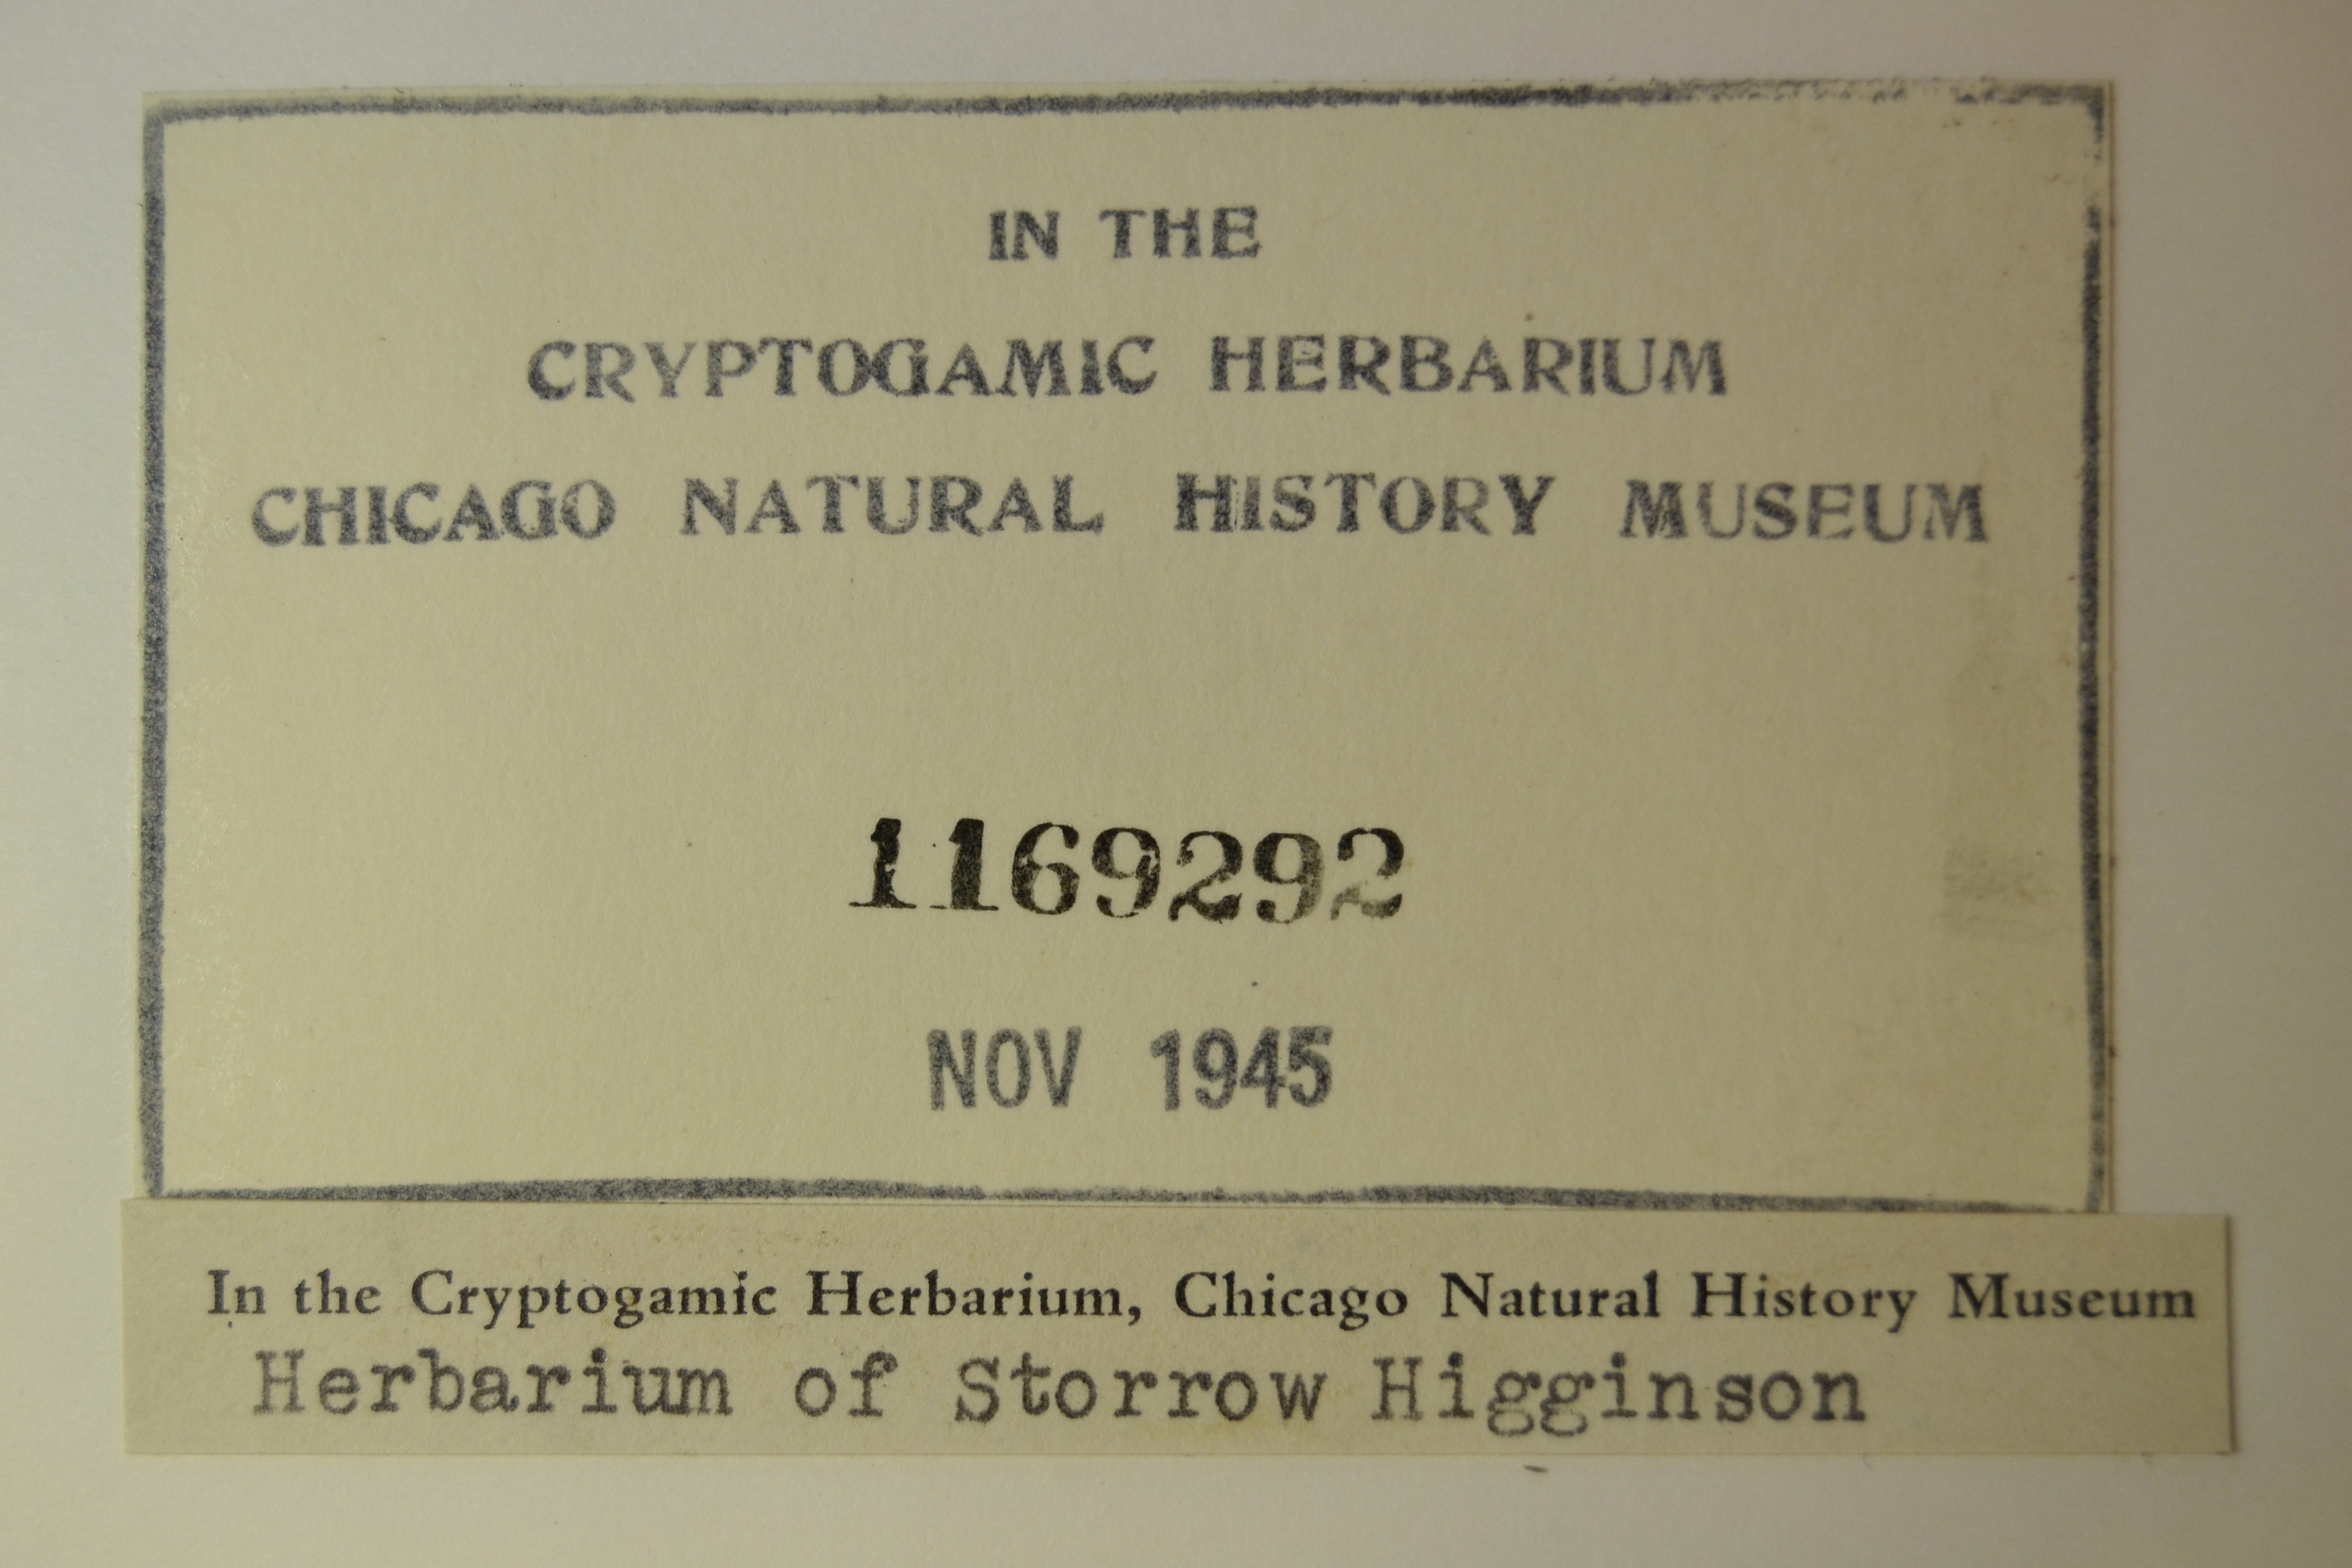 IN THE
CRYPTOGAMIC HERBARIUM
CHICAGO NATURAL HISTORY MUSEUM
1169292
NOV 1945
In the Cryptogamic Herbarium, Chicago Natural History Museum
Herbarium of Storrow Higginson